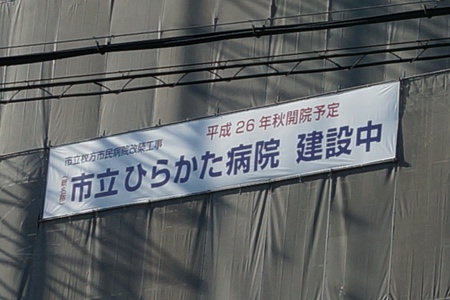 平成26年秋開院予定
市立枚方市民病院改築工事
市立ひらかた病院 建設中